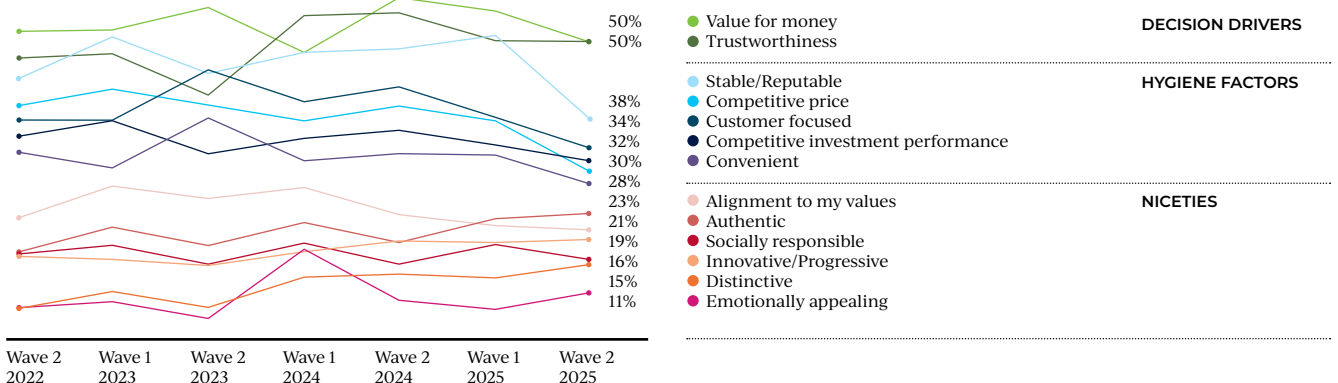 50%
50%
38%
34%
32%
30%
28%
23%
21%
19%
16%
15%
11%
Value for money
Trustworthiness
DECISION DRIVERS
Stable/Reputable
Competitive price
Customer focused
Competitive investment performance
Convenient
HYGIENE FACTORS
Alignment to my values
Authentic
Socially responsible
Innovative/Progressive
Distinctive
Emotionally appealing
NICETIES
Wave 2
2022
Wave 1
2023
Wave 2
2023
Wave 1
2024
Wave 2
2024
Wave 1
2025
Wave 2
2025